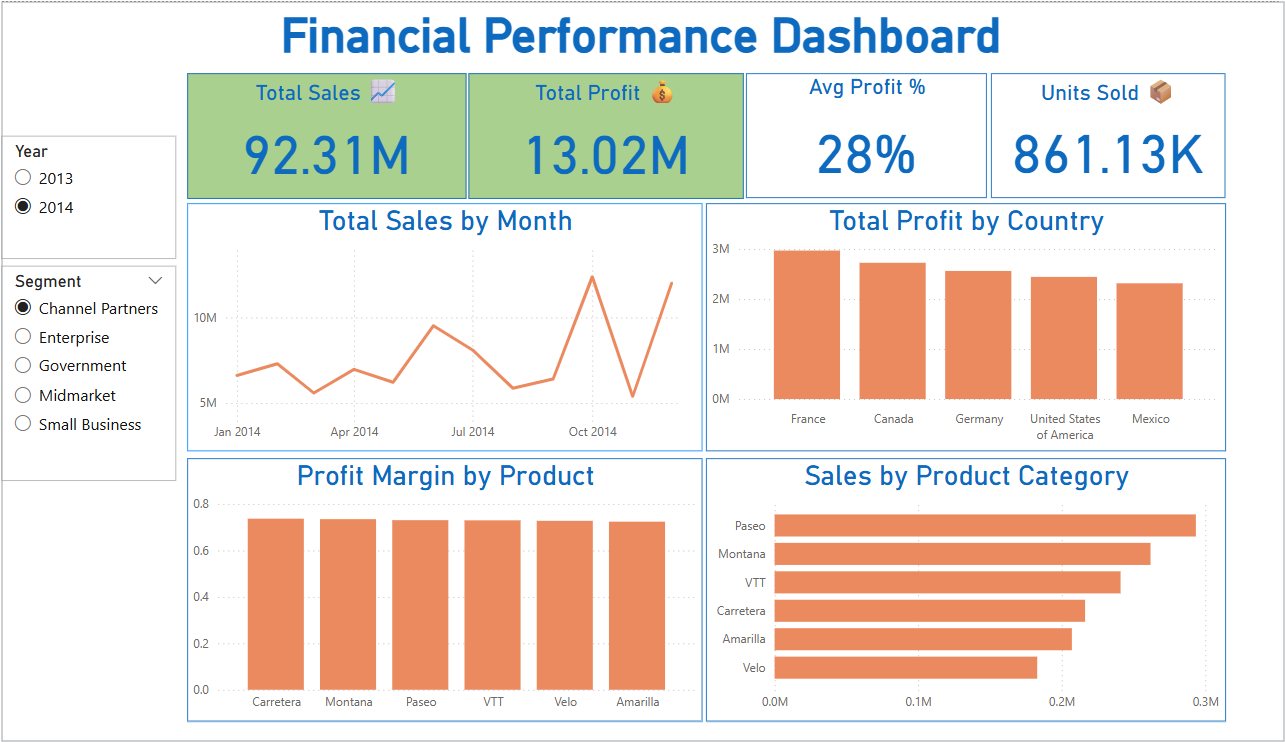 Financial Performance Dashboard
Total Sales 📈
92.31M
Total Profit 💰
13.02M
Avg Profit %
28%
Units Sold 📦
861.13K
Year
2013
2014
Segment
Channel Partners
Enterprise
Government
Midmarket
Small Business
Total Sales by Month
10M
5M
Jan 2014 Apr 2014 Jul 2014 Oct 2014
Total Profit by Country
3M
2M
1M
0M
France Canada Germany United States Mexico
of America
Profit Margin by Product
0.8
0.6
0.4
0.2
0.0
Carretera Montana Paseo VTT Velo Amarilla
Sales by Product Category
Paseo
Montana
VTT
Carretera
Amarilla
Velo
0.0M 0.1M 0.2M 0.3M